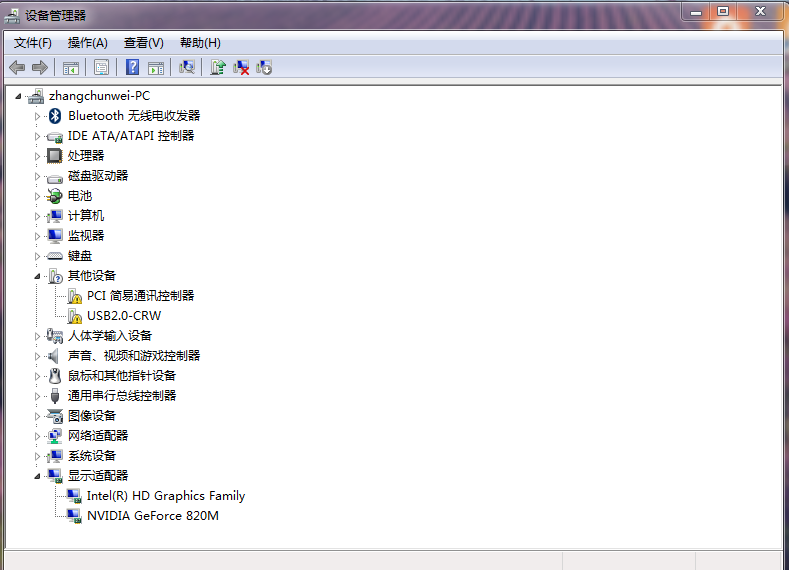 设备管理器
文件(F) 操作(A) 查看(V) 帮助(H)
zhangchunwei-PC
Bluetooth 无线电收发器
IDE ATA/ATAPI 控制器
处理器
磁盘驱动器
电池
计算机
监视器
键盘
其他设备
PCI 简易通讯控制器
USB2.0-CRW
人体学输入设备
声音、视频和游戏控制器
鼠标和其他指针设备
通用串行总线控制器
图像设备
网络适配器
系统设备
显示适配器
Intel(R) HD Graphics Family
NVIDIA GeForce 820M